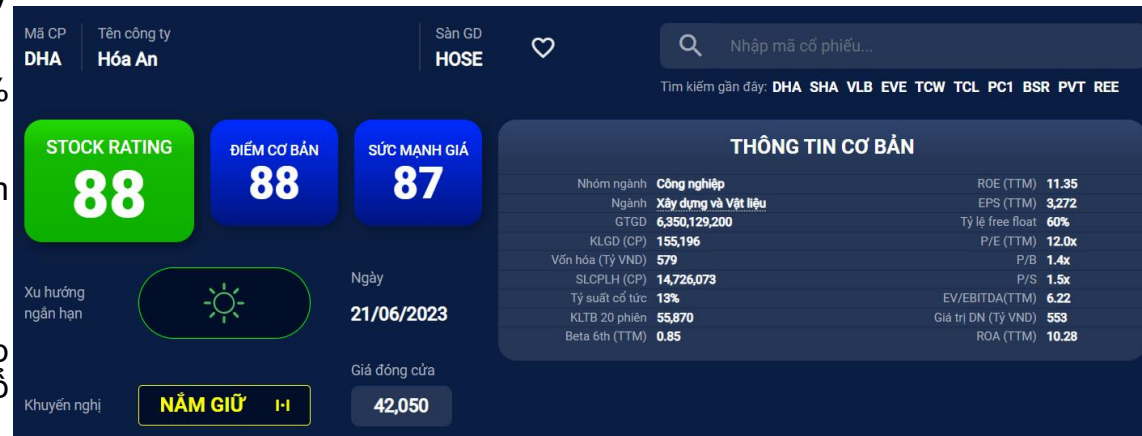 Mã CP Tên công ty Sàn GD
DHA Hóa An HOSE
Nhập mã cổ phiếu...
Tìm kiếm gần đây: DHA SHA VLB EVE TCW TCL PC1 BSR PVT REE
STOCK RATING
88
ĐIỂM CƠ BẢN
88
SỨC MẠNH GIÁ
87
THÔNG TIN CƠ BẢN
Nhóm ngành Công nghiệp ROE (TTM) 11.35
Ngành Xây dựng và Vật liệu EPS (TTM) 3,272
GTGD 6,350,129,200 Tỷ lệ free float 60%
KLGD (CP) 155,196 P/E (TTM) 12.0x
Vốn hóa (Tỷ VND) 579 P/B 1.4x
SLCPLH (CP) 14,726,073 P/S 1.5x
Tỷ suất cổ tức 13% EV/EBITDA(TTM) 6.22
KLTB 20 phiên 55,870 Giá trị DN (Tỷ VND) 553
Beta 6th (TTM) 0.85 ROA (TTM) 10.28
Xu hướng
ngắn hạn
Ngày
21/06/2023
Khuyến nghị NẮM GIỮ
Giá đóng cửa
42,050